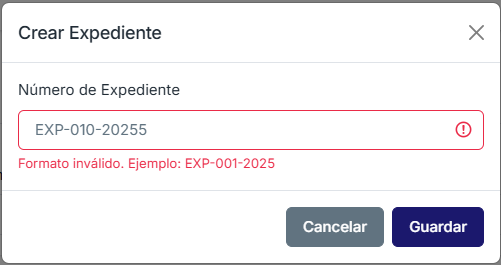 Crear Expediente
Número de Expediente
EXP-010-20255
Formato inválido. Ejemplo: EXP-001-2025
Cancelar
Guardar